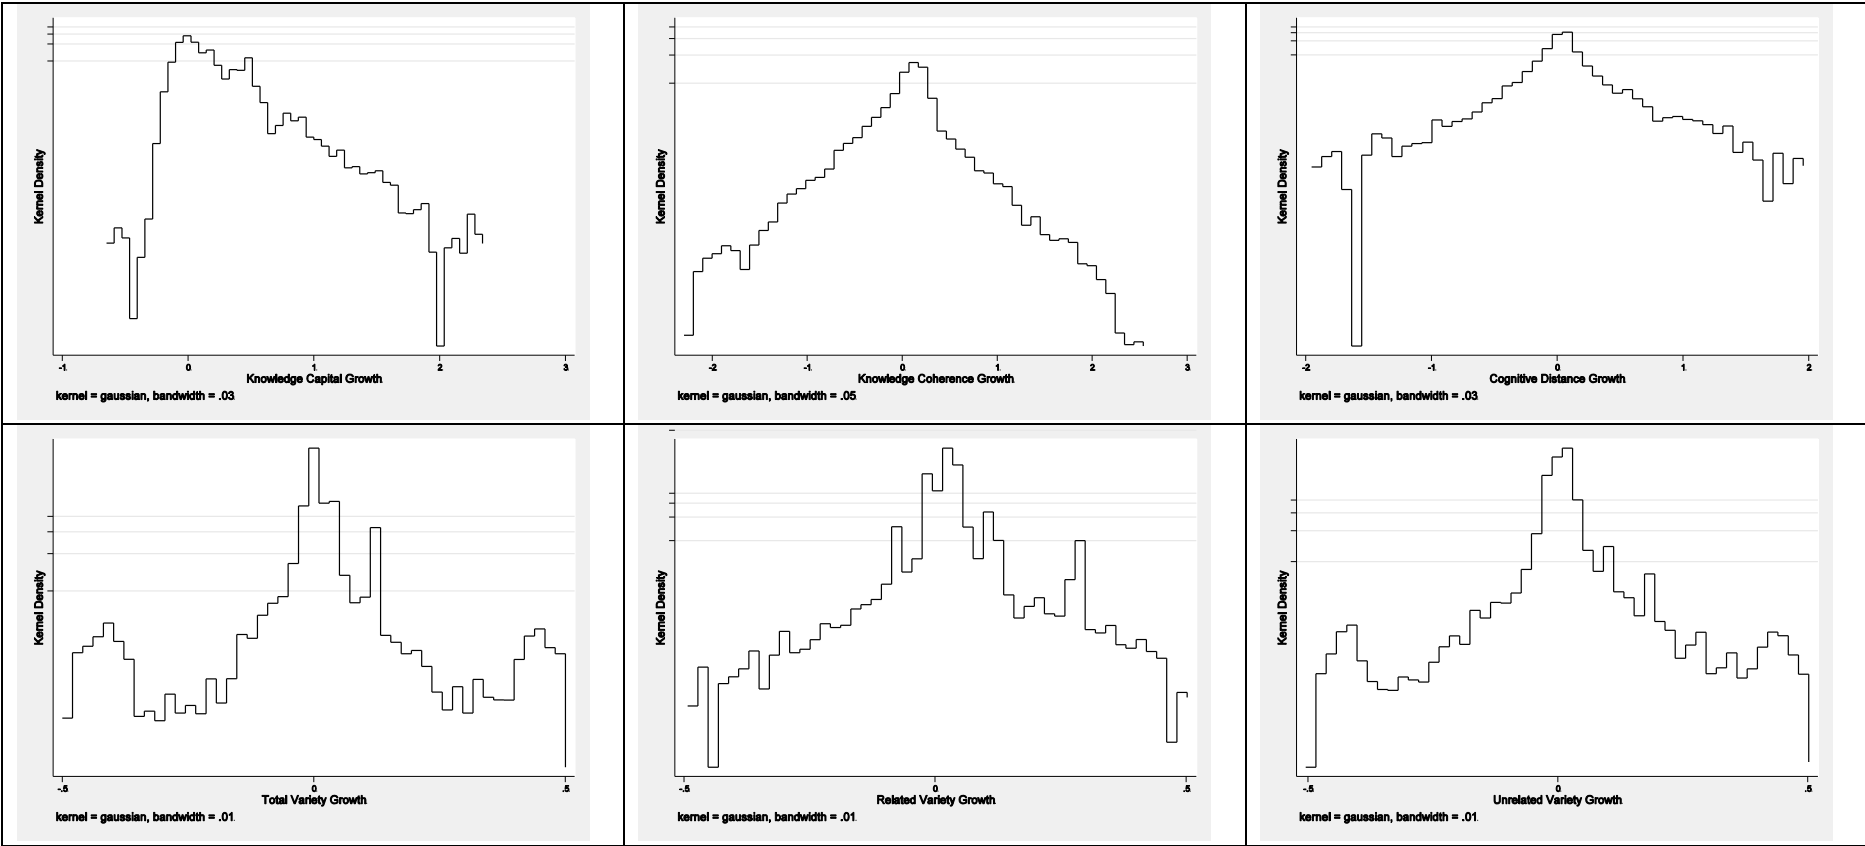 Kernel Density
-1 0 1 2 3
Knowledge Capital Growth
kernel = gaussian, bandwidth = .03
Kernel Density
-2 -1 0 1 2 3
Knowledge Coherence Growth
kernel = gaussian, bandwidth = .05
Kernel Density
-2 -1 0 1 2
Cognitive Distance Growth
kernel = gaussian, bandwidth = .03
Kernel Density
-.5 0 .5
Total Variety Growth
kernel = gaussian, bandwidth = .01
Kernel Density
-.5 0 .5
Related Variety Growth
kernel = gaussian, bandwidth = .01
Kernel Density
-.5 0 .5
Unrelated Variety Growth
kernel = gaussian, bandwidth = .01